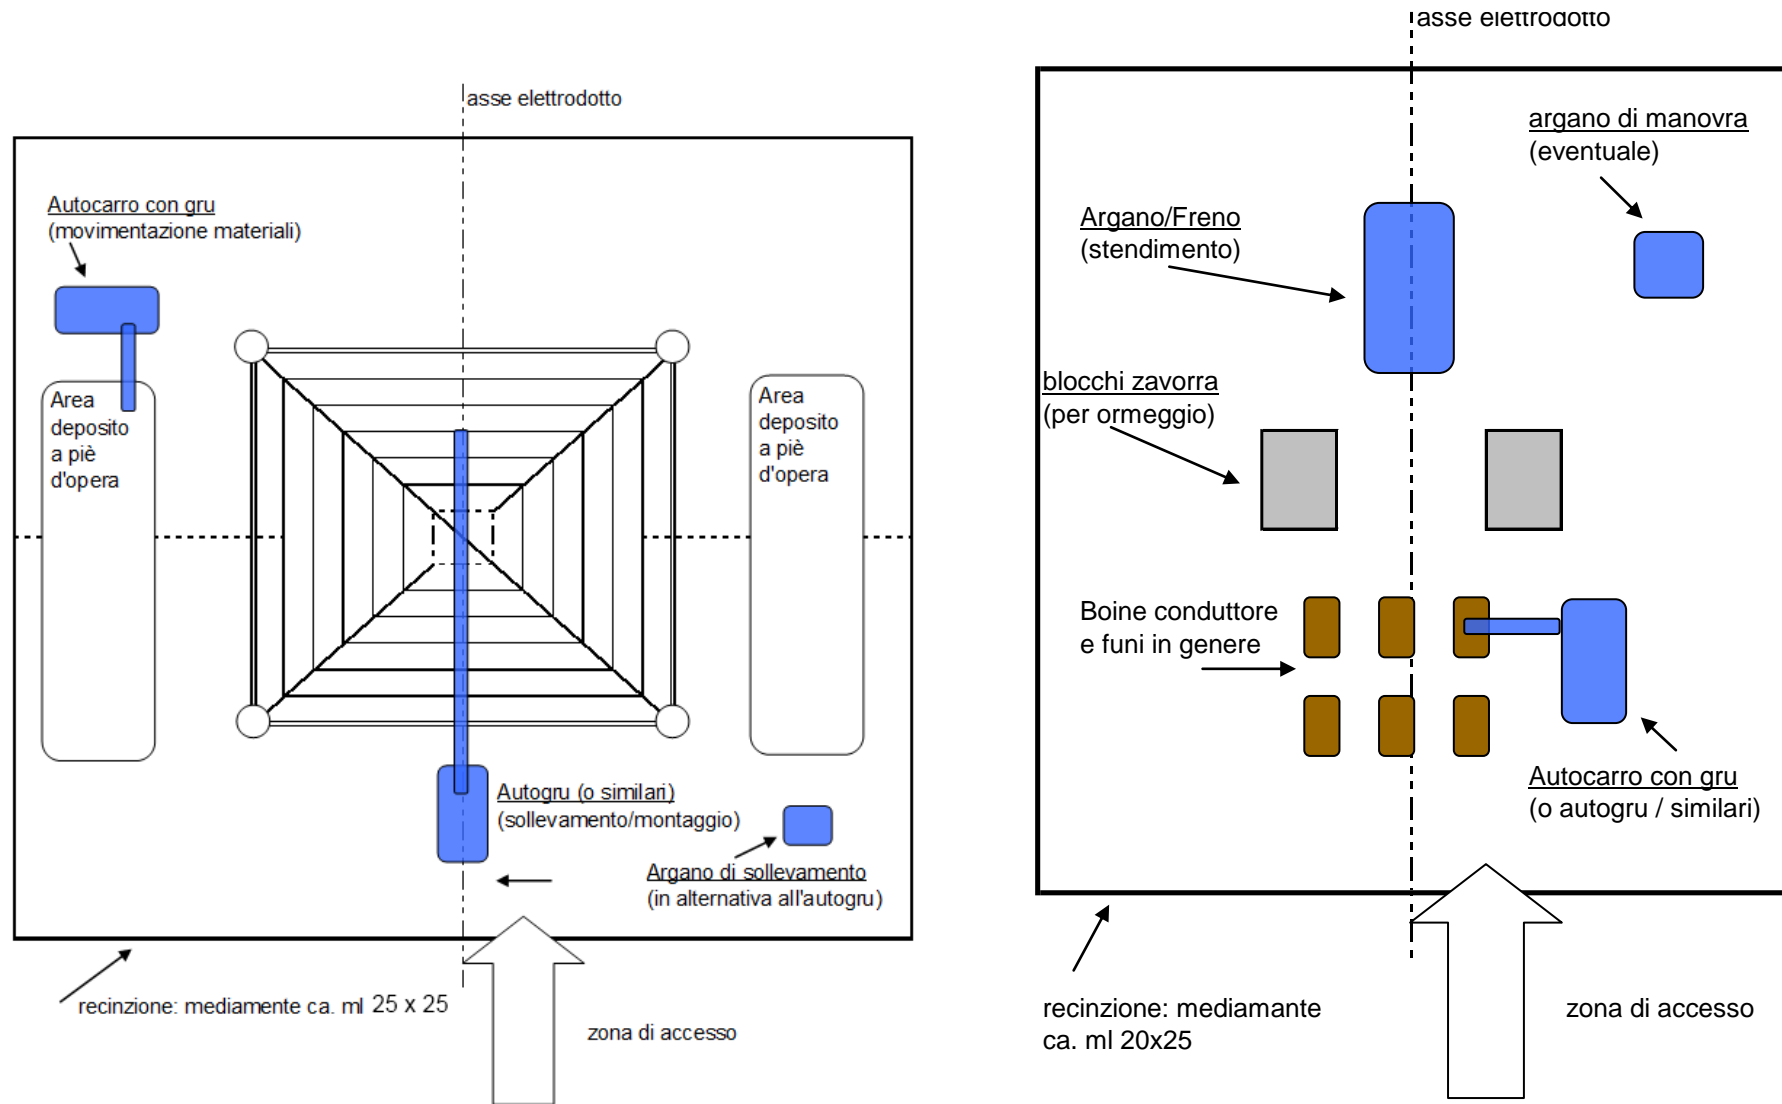 asse elettrodotto
Autocarro con gru
(movimentazione materiali)
Area
deposito
a piè
d'opera
Area
deposito
a piè
d'opera
Autogru (o similari)
(sollevamento/montaggio)
Argano di sollevamento
(in alternativa all'autogru)
recinzione: mediamente ca. ml 25 x 25
zona di accesso
asse elettrodotto
argano di manovra
(eventuale)
Argano/Freno
(stendimento)
blocchi zavorra
(per ormeggio)
Boine conduttore
e funi in genere
Autocarro con gru
(o autogru / similari)
recinzione: mediamante
ca. ml 20x25
zona di accesso